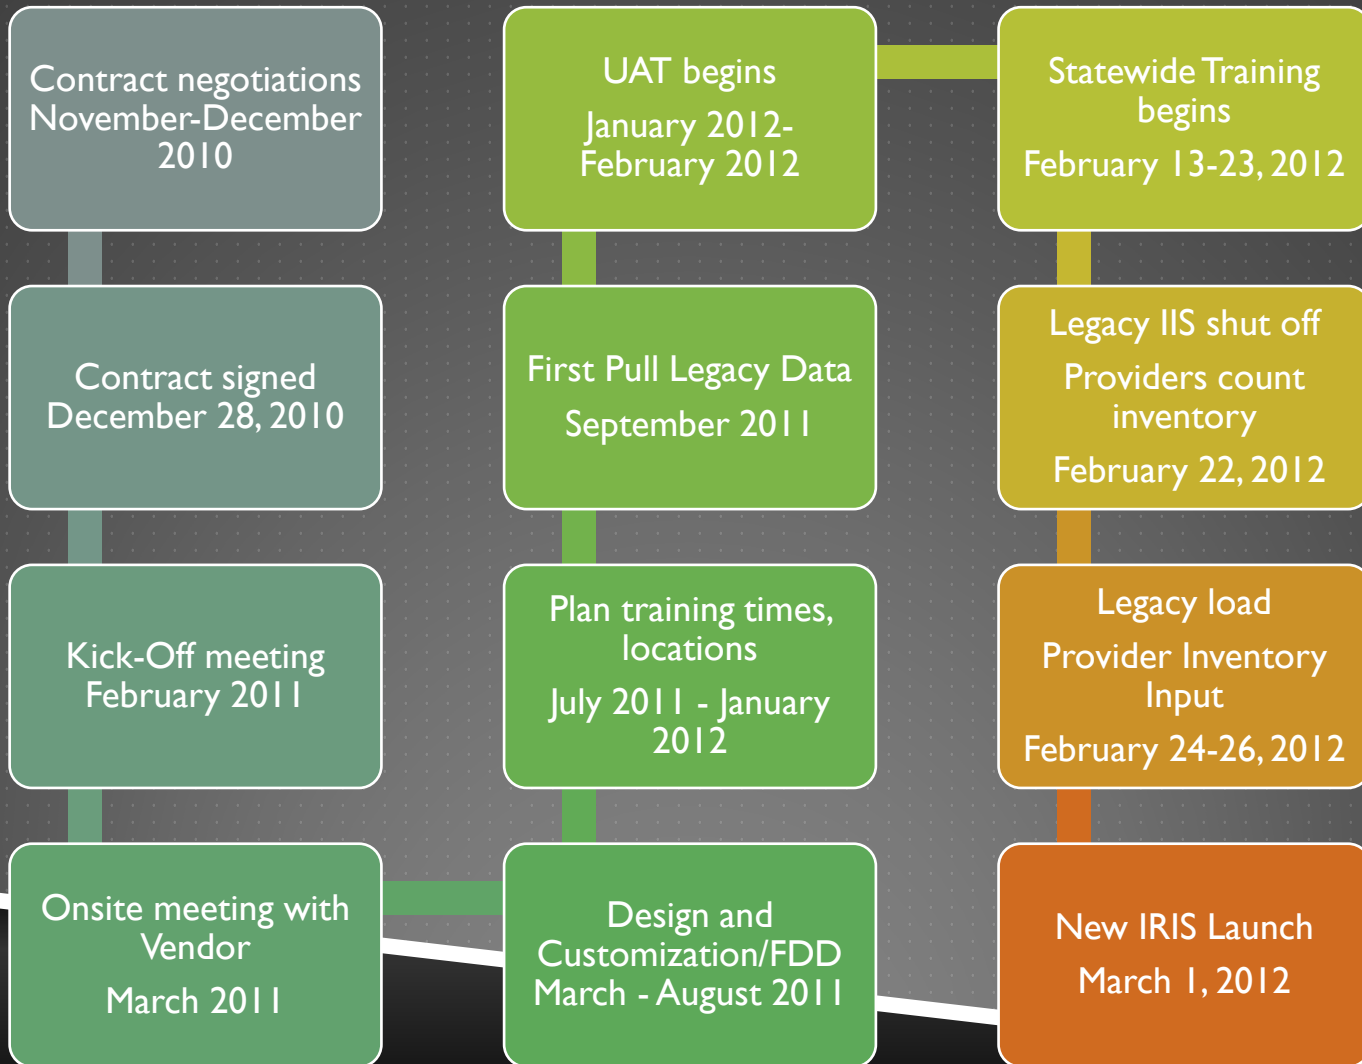 Contract negotiations
November-December
2010
Contract signed
December 28, 2010
Kick-Off meeting
February 2011
Onsite meeting with
Vendor
March 2011
Design and
Customization/FDD
March - August 2011
Plan training times,
locations
July 2011 - January
2012
First Pull Legacy Data
September 2011
UAT begins
January 2012-
February 2012
Statewide Training
begins
February 13-23, 2012
Legacy IIS shut off
Providers count
inventory
February 22, 2012
Legacy load
Provider Inventory
Input
February 24-26, 2012
New IRIS Launch
March 1, 2012